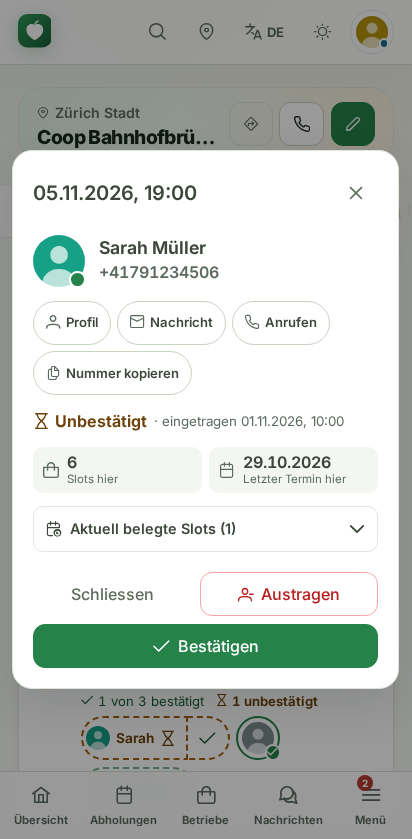 DE
Zürich Stadt
Coop Bahnhofbrü...
05.11.2026, 19:00
Sarah Müller
+41791234506
Profil
Nachricht
Anrufen
Nummer kopieren
Unbestätigt · eingetragen 01.11.2026, 10:00
6
Slots hier
29.10.2026
Letzter Termin hier
Aktuell belegte Slots (1)
Schliessen
Austragen
Bestätigen
1 von 3 bestätigt
1 unbestätigt
Sarah
2
Übersicht
Abholungen
Betriebe
Nachrichten
Menü